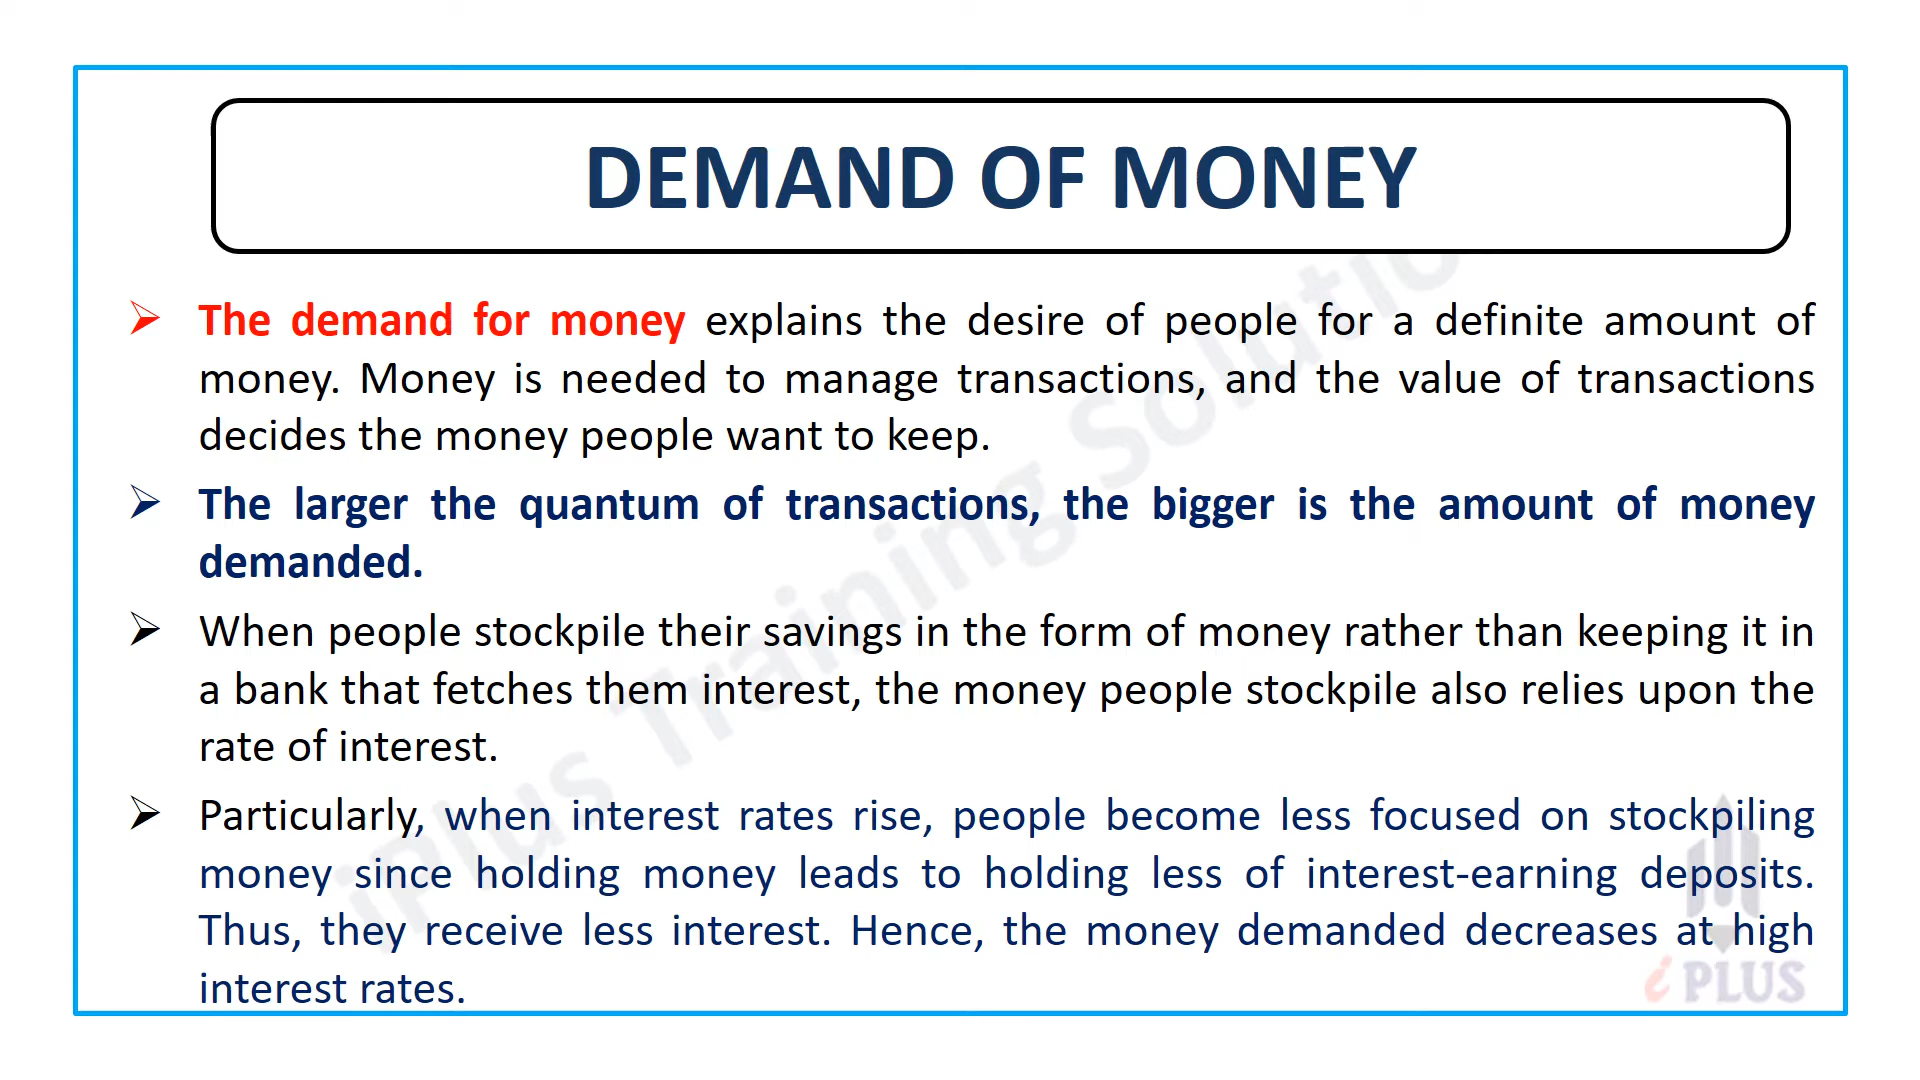 DEMAND OF MONEY
The demand for money explains the desire of people for a definite amount of
money. Money is needed to manage transactions, and the value of transactions
decides the money people want to keep.
The larger the quantum of transactions, the bigger is the amount of money
demanded.
When people stockpile their savings in the form of money rather than keeping it in
a bank that fetches them interest, the money people stockpile also relies upon the
rate of interest.
Particularly, when interest rates rise, people become less focused on stockpiling
money since holding money leads to holding less of interest-earning deposits.
Thus, they receive less interest. Hence, the money demanded decreases at high
interest rates.
iPlus Training Solutio
i PLUS